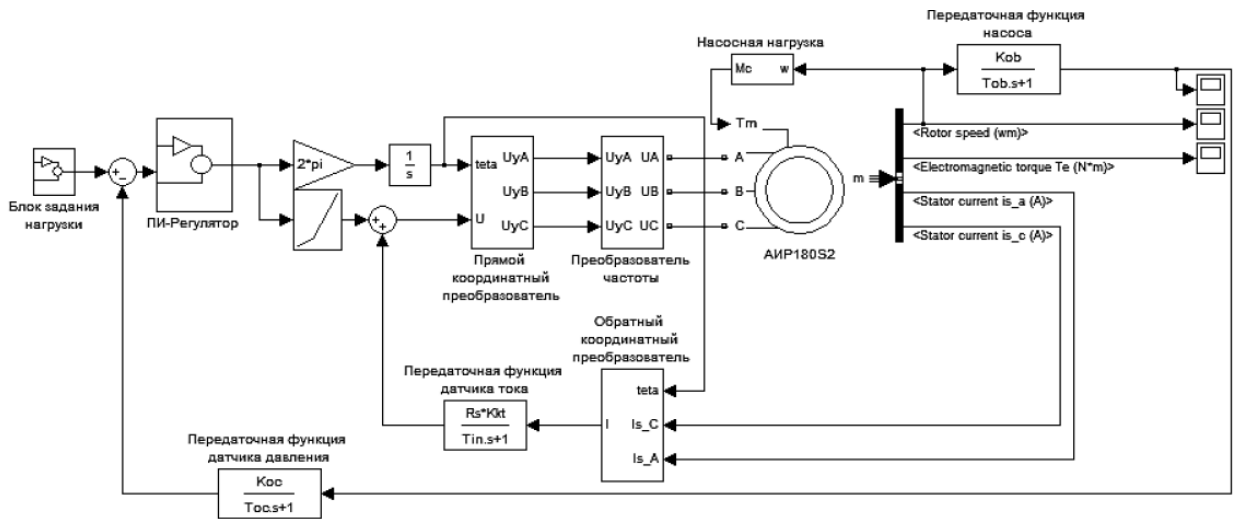 Передаточная функция
насоса
Насосная нагрузка
Mc w
Kob
Tob.s+1
Tm
<Rotor speed (wm)>
<Electromagnetic torque Te (N*m)>
<Stator current is_a (A)>
<Stator current is_c (A)>
m
A
B
C
АИР180S2
Блок задания
нагрузки
ПИ-Регулятор
2*pi
1
s
teta UyA
UyB
U UyC
Прямой
координатный
преобразователь
UyA UA
UyB UB
UyC UC
Преобразователь
частоты
Обратный
координатный
преобразователь
teta
I Is_C
Is_A
Передаточная функция
датчика тока
Rs*Kkt
Tin.s+1
Передаточная функция
датчика давления
Koc
Toc.s+1